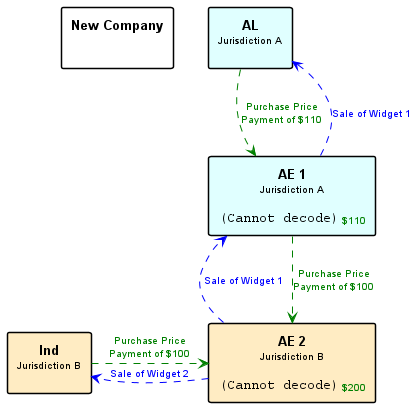 New Company
AL
Jurisdiction A
Purchase Price
Payment of $110
Sale of Widget 1
AE 1
Jurisdiction A
(Cannot decode) $110
Sale of Widget 1
Purchase Price
Payment of $100
Ind
Jurisdiction B
Purchase Price
Payment of $100
Sale of Widget 2
AE 2
Jurisdiction B
(Cannot decode) $200